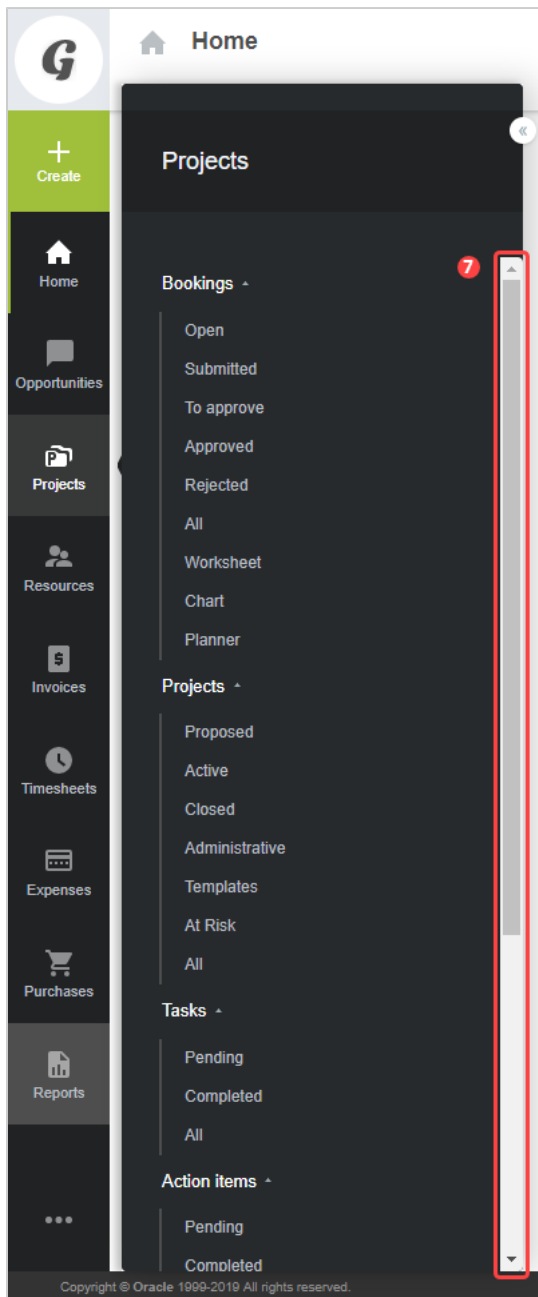 G
Home
Create
Projects
Home
7
Bookings
Open
Submitted
To approve
Approved
Rejected
All
Worksheet
Chart
Planner
Opportunities
P
Projects
Resources
$
Invoices
Timesheets
Expenses
Purchases
Reports
Projects
Proposed
Active
Closed
Administrative
Templates
At Risk
All
Tasks
Pending
Completed
All
Action items
Pending
Completed
Copyright © Oracle 1999-2019 All rights reserved.